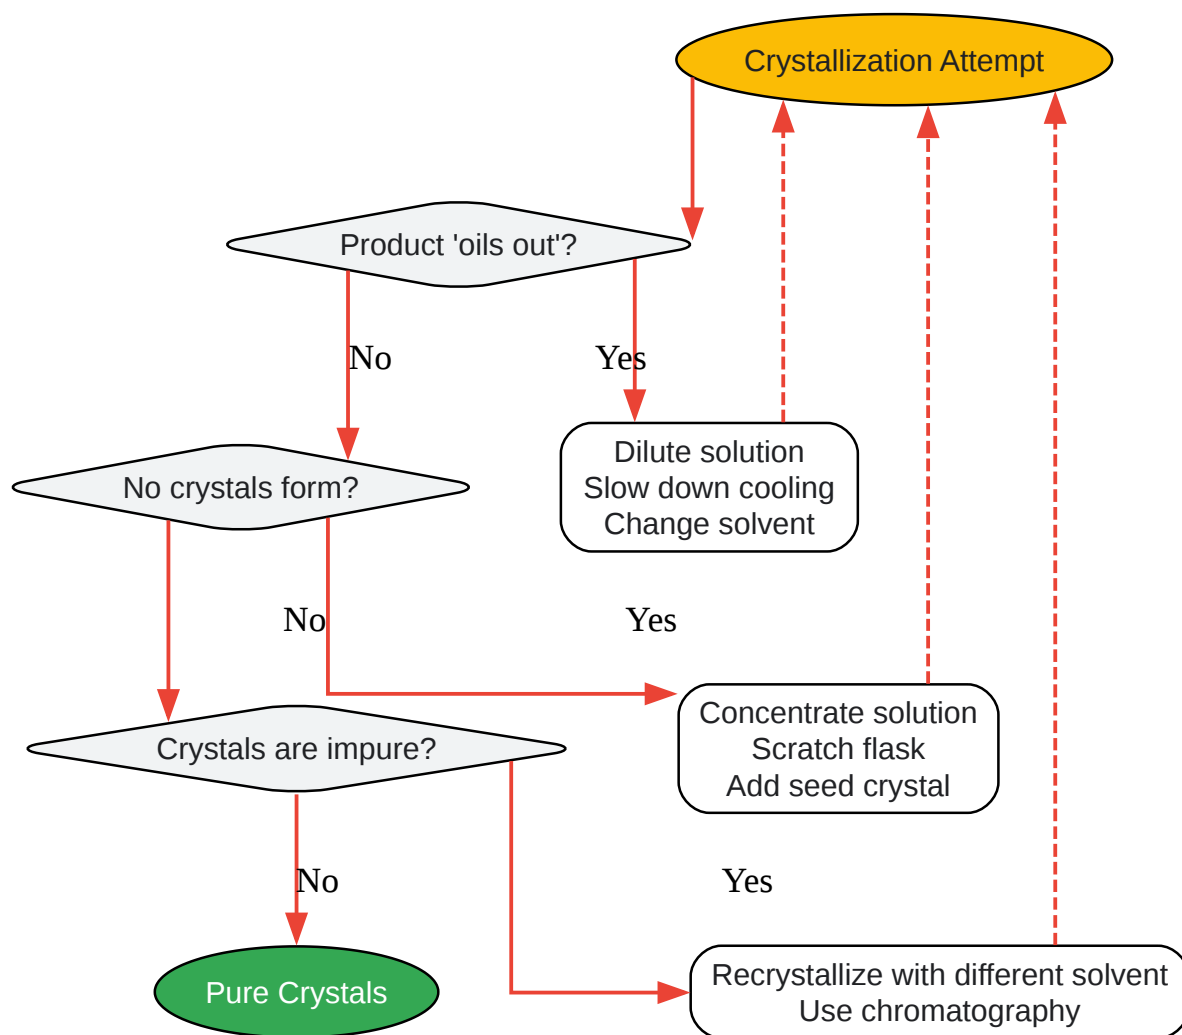 Crystallization Attempt
Product 'oils out'?
No
Yes
Dilute solution
Slow down cooling
Change solvent
No crystals form?
No
Yes
Concentrate solution
Scratch flask
Add seed crystal
Crystals are impure?
No
Yes
Recrystallize with different solvent
Use chromatography
Pure Crystals